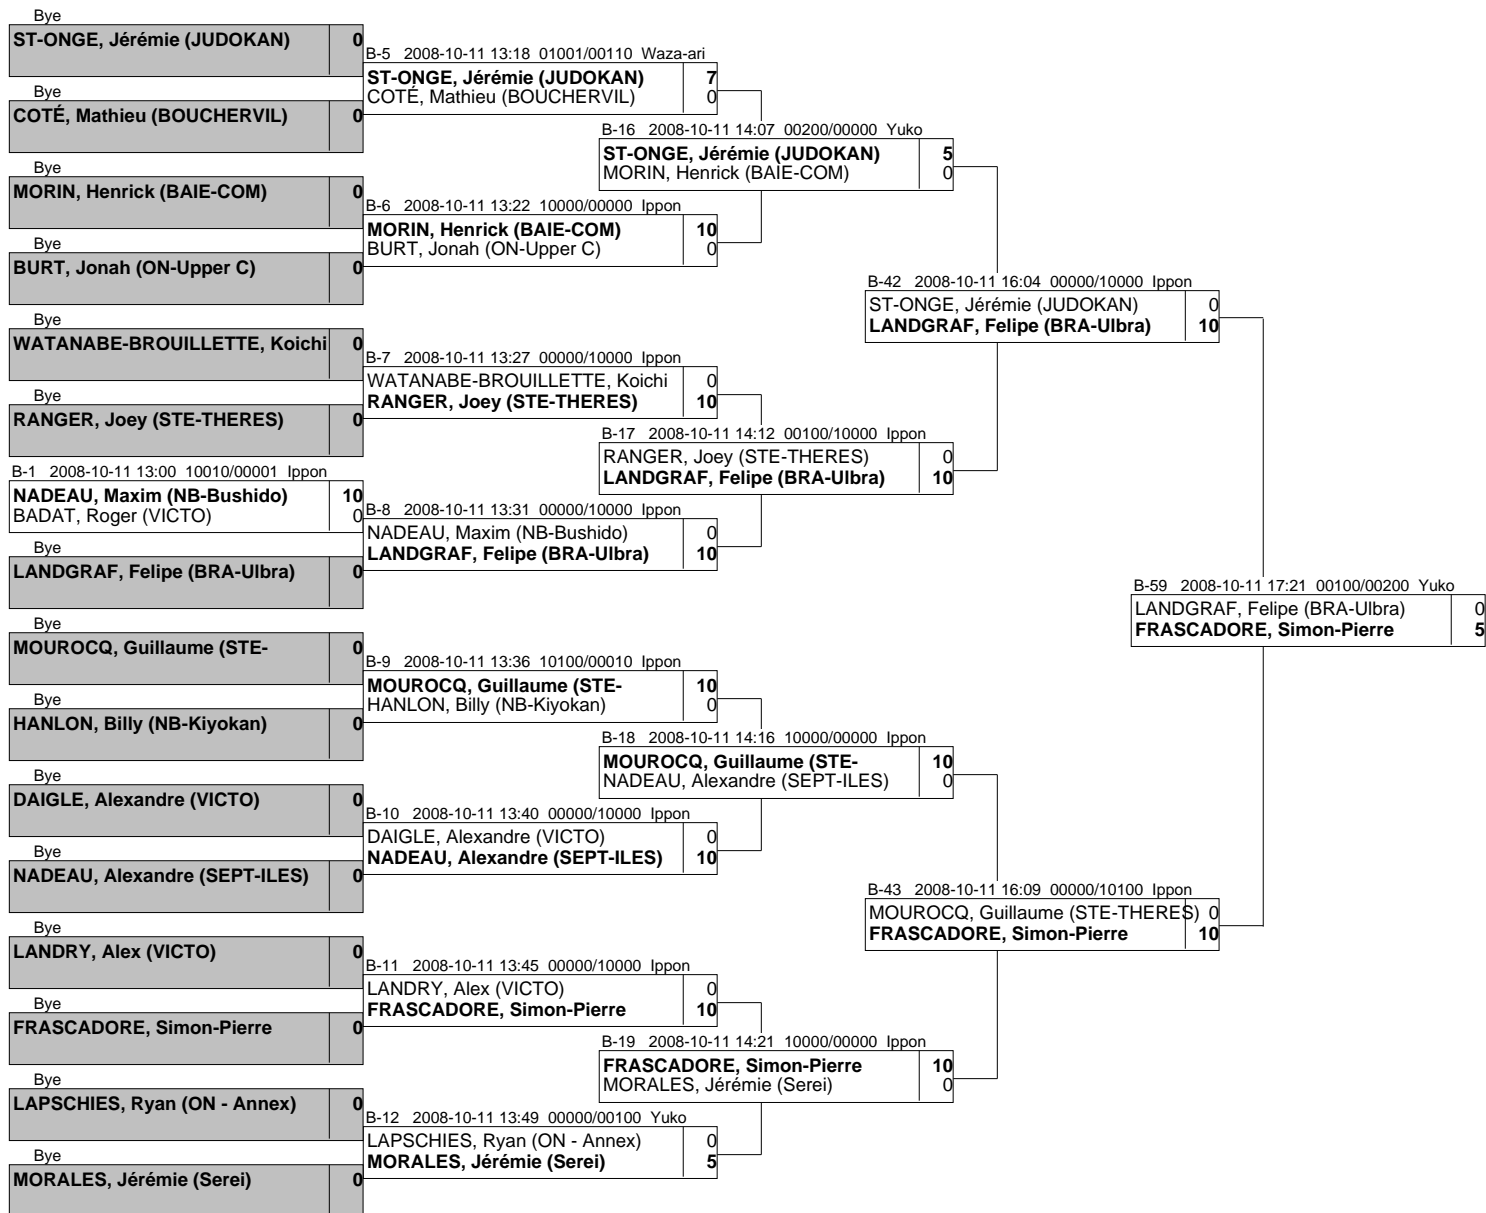 Bye
ST-ONGE, Jérémie (JUDOKAN) 0
Bye
COTÉ, Mathieu (BOUCHERVIL) 0
Bye
MORIN, Henrick (BAIE-COM) 0
Bye
BURT, Jonah (ON-Upper C) 0
Bye
WATANABE-BROUILLETTE, Koichi 0
Bye
RANGER, Joey (STE-THERES) 0
B-1 2008-10-11 13:00 10010/00001 Ippon
NADEAU, Maxim (NB-Bushido) 10
BADAT, Roger (VICTO) 0
Bye
LANDGRAF, Felipe (BRA-Ulbra) 0
Bye
MOUROCQ, Guillaume (STE- 0
Bye
HANLON, Billy (NB-Kiyokan) 0
Bye
DAIGLE, Alexandre (VICTO) 0
Bye
NADEAU, Alexandre (SEPT-ILES) 0
Bye
LANDRY, Alex (VICTO) 0
Bye
FRASCADORE, Simon-Pierre 0
Bye
LAPSCHIES, Ryan (ON - Annex) 0
Bye
MORALES, Jérémie (Serei) 0
B-5 2008-10-11 13:18 01001/00110 Waza-ari
ST-ONGE, Jérémie (JUDOKAN) 7
COTÉ, Mathieu (BOUCHERVIL) 0
B-6 2008-10-11 13:22 10000/00000 Ippon
MORIN, Henrick (BAIE-COM) 10
BURT, Jonah (ON-Upper C) 0
B-7 2008-10-11 13:27 00000/10000 Ippon
WATANABE-BROUILLETTE, Koichi 0
RANGER, Joey (STE-THERES) 10
B-8 2008-10-11 13:31 00000/10000 Ippon
NADEAU, Maxim (NB-Bushido) 0
LANDGRAF, Felipe (BRA-Ulbra) 10
B-9 2008-10-11 13:36 10100/00010 Ippon
MOUROCQ, Guillaume (STE- 10
HANLON, Billy (NB-Kiyokan) 0
B-10 2008-10-11 13:40 00000/10000 Ippon
DAIGLE, Alexandre (VICTO) 0
NADEAU, Alexandre (SEPT-ILES) 10
B-11 2008-10-11 13:45 00000/10000 Ippon
LANDRY, Alex (VICTO) 0
FRASCADORE, Simon-Pierre 10
B-12 2008-10-11 13:49 00000/00100 Yuko
LAPSCHIES, Ryan (ON - Annex) 0
MORALES, Jérémie (Serei) 5
B-16 2008-10-11 14:07 00200/00000 Yuko
ST-ONGE, Jérémie (JUDOKAN) 5
MORIN, Henrick (BAIE-COM) 0
B-17 2008-10-11 14:12 00100/10000 Ippon
RANGER, Joey (STE-THERES) 0
LANDGRAF, Felipe (BRA-Ulbra) 10
B-18 2008-10-11 14:16 10000/00000 Ippon
MOUROCQ, Guillaume (STE- 10
NADEAU, Alexandre (SEPT-ILES) 0
B-19 2008-10-11 14:21 10000/00000 Ippon
FRASCADORE, Simon-Pierre 10
MORALES, Jérémie (Serei) 0
B-42 2008-10-11 16:04 00000/10000 Ippon
ST-ONGE, Jérémie (JUDOKAN) 0
LANDGRAF, Felipe (BRA-Ulbra) 10
B-43 2008-10-11 16:09 00000/10100 Ippon
MOUROCQ, Guillaume (STE-THERES) 0
FRASCADORE, Simon-Pierre 10
B-59 2008-10-11 17:21 00100/00200 Yuko
LANDGRAF, Felipe (BRA-Ulbra) 0
FRASCADORE, Simon-Pierre 5